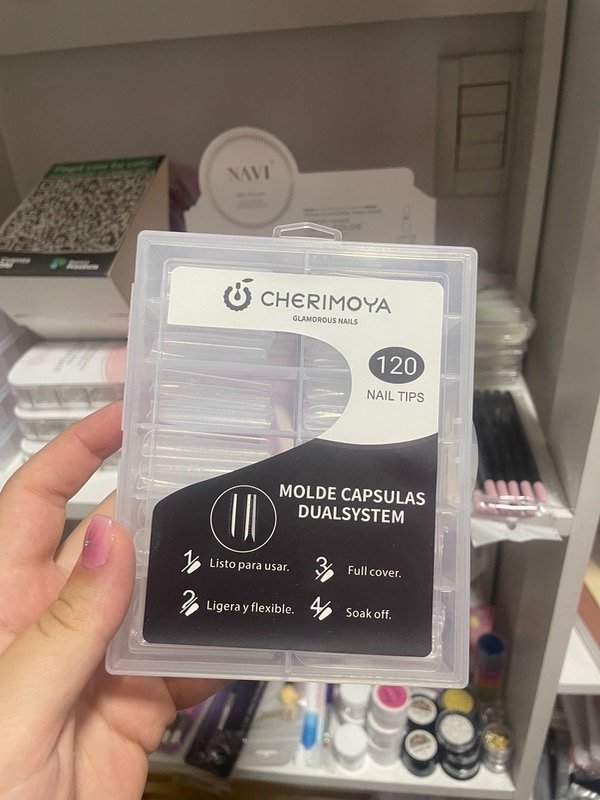 NAVI
CHERIMOYA
GLAMOROUS NAILS
120
NAIL TIPS
MOLDE CAPSULAS
DUALSYSTEM
1 Listo para usar.
3 Full cover.
2 Ligera y flexible.
4 Soak off.